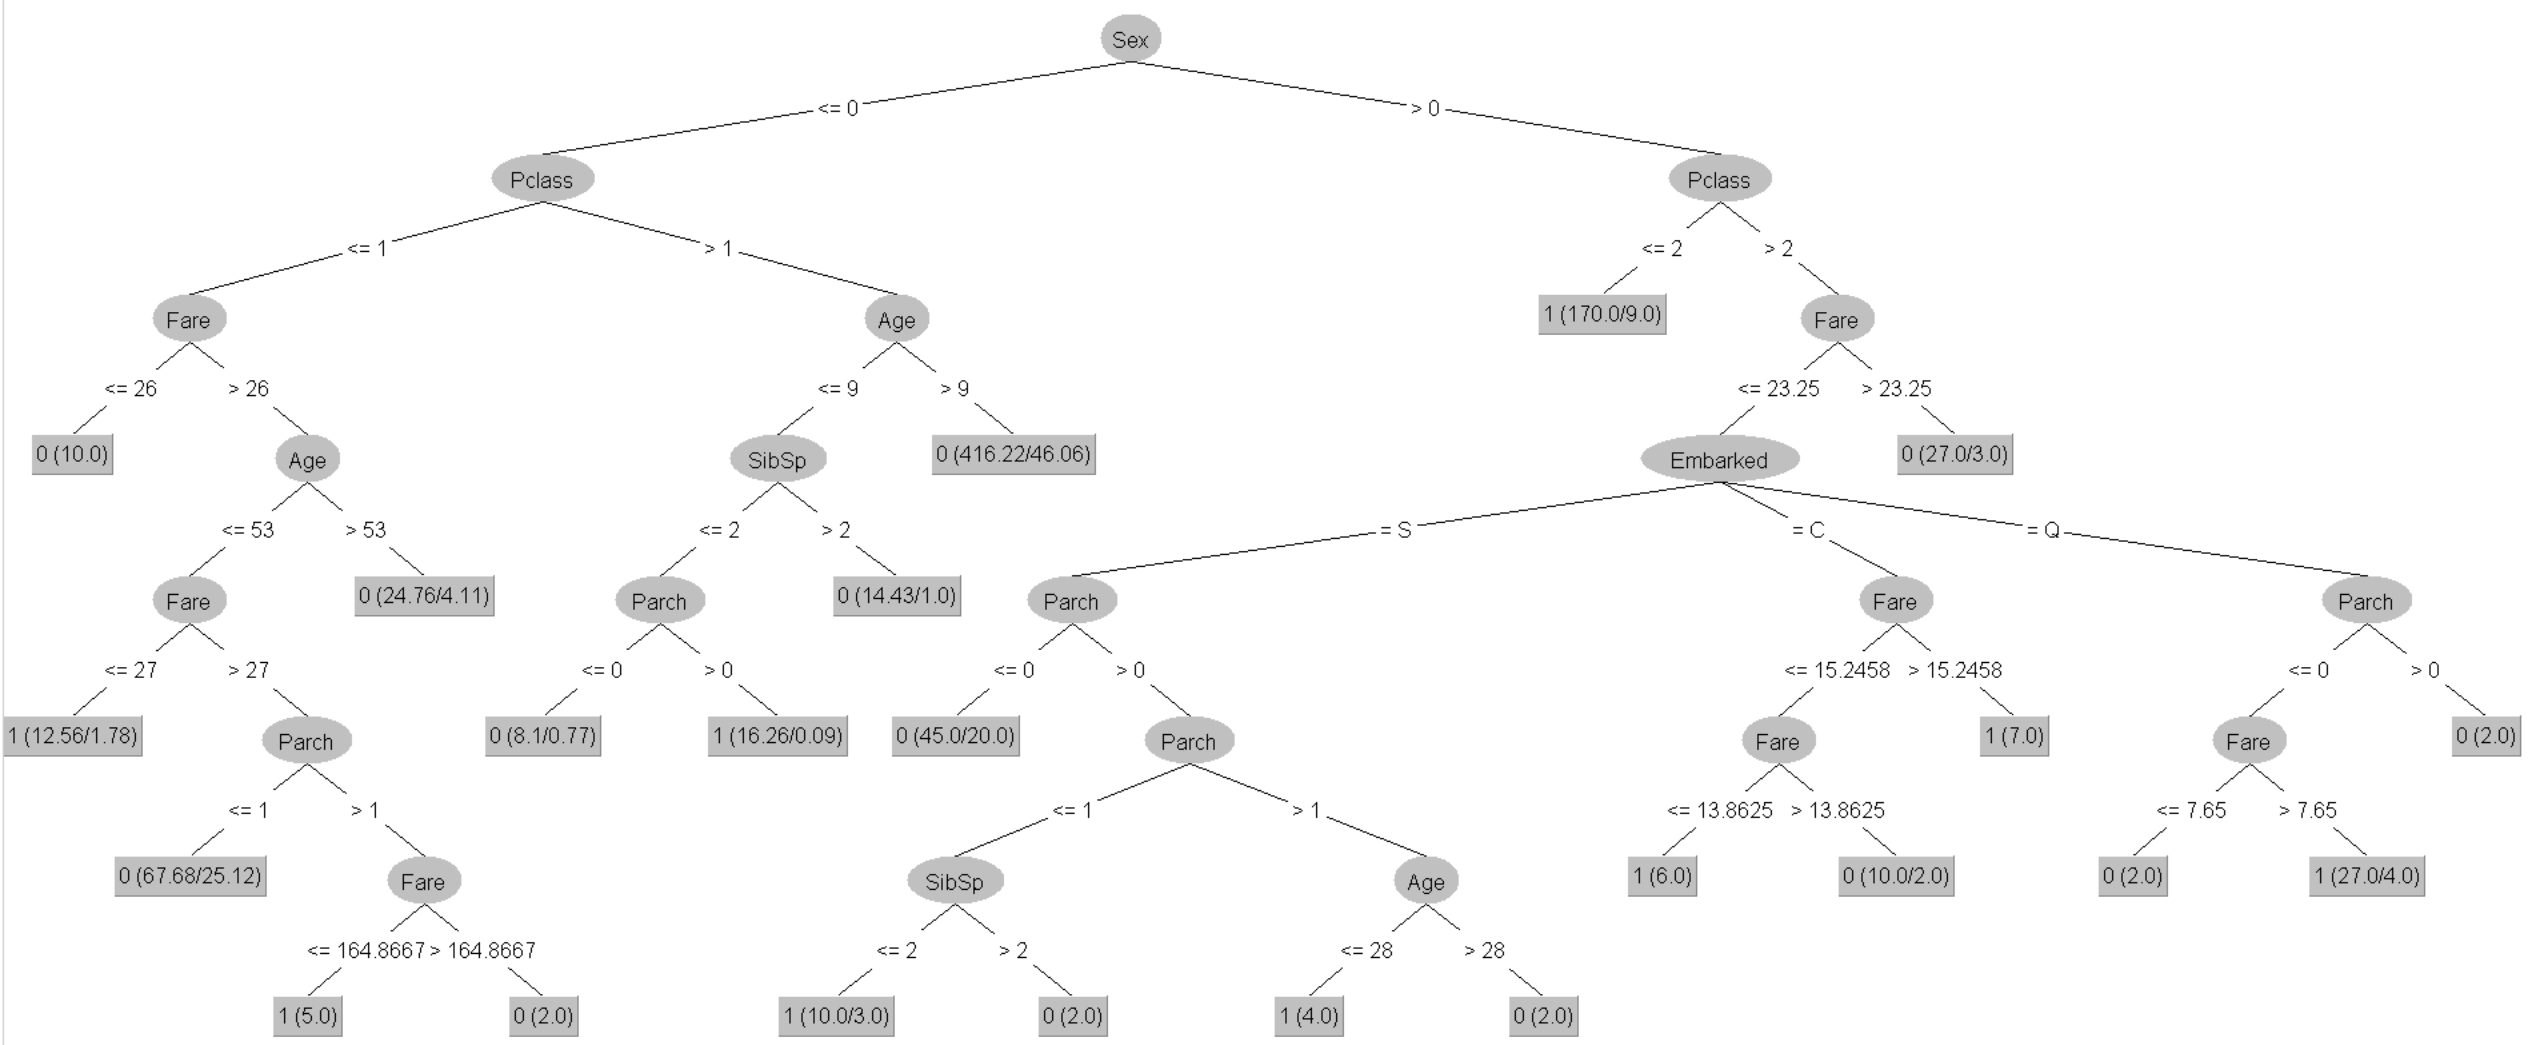 Sex
<= 0
> 0
Pclass
Pclass
<= 1
> 1
<= 2
> 2
Fare
Age
1 (170.0/9.0)
Fare
<= 26
> 26
<= 9
> 9
<= 23.25
> 23.25
0 (10.0)
Age
SibSp
0 (416.22/46.06)
Embarked
0 (27.0/3.0)
<= 53
> 53
<= 2
> 2
= S
= C
= Q
Fare
0 (24.76/4.11)
Parch
0 (14.43/1.0)
Parch
Fare
Parch
<= 27
> 27
<= 0
> 0
<= 0
> 0
<= 15.2458
> 15.2458
<= 0
> 0
1 (12.56/1.78)
Parch
0 (8.1/0.77)
1 (16.26/0.09)
0 (45.0/20.0)
Parch
Fare
1 (7.0)
Fare
0 (2.0)
<= 1
> 1
<= 1
> 1
<= 13.8625
> 13.8625
<= 7.65
> 7.65
0 (67.68/25.12)
Fare
SibSp
Age
1 (6.0)
0 (10.0/2.0)
0 (2.0)
1 (27.0/4.0)
<= 164.8667
> 164.8667
<= 2
> 2
<= 28
> 28
1 (5.0)
0 (2.0)
1 (10.0/3.0)
0 (2.0)
1 (4.0)
0 (2.0)